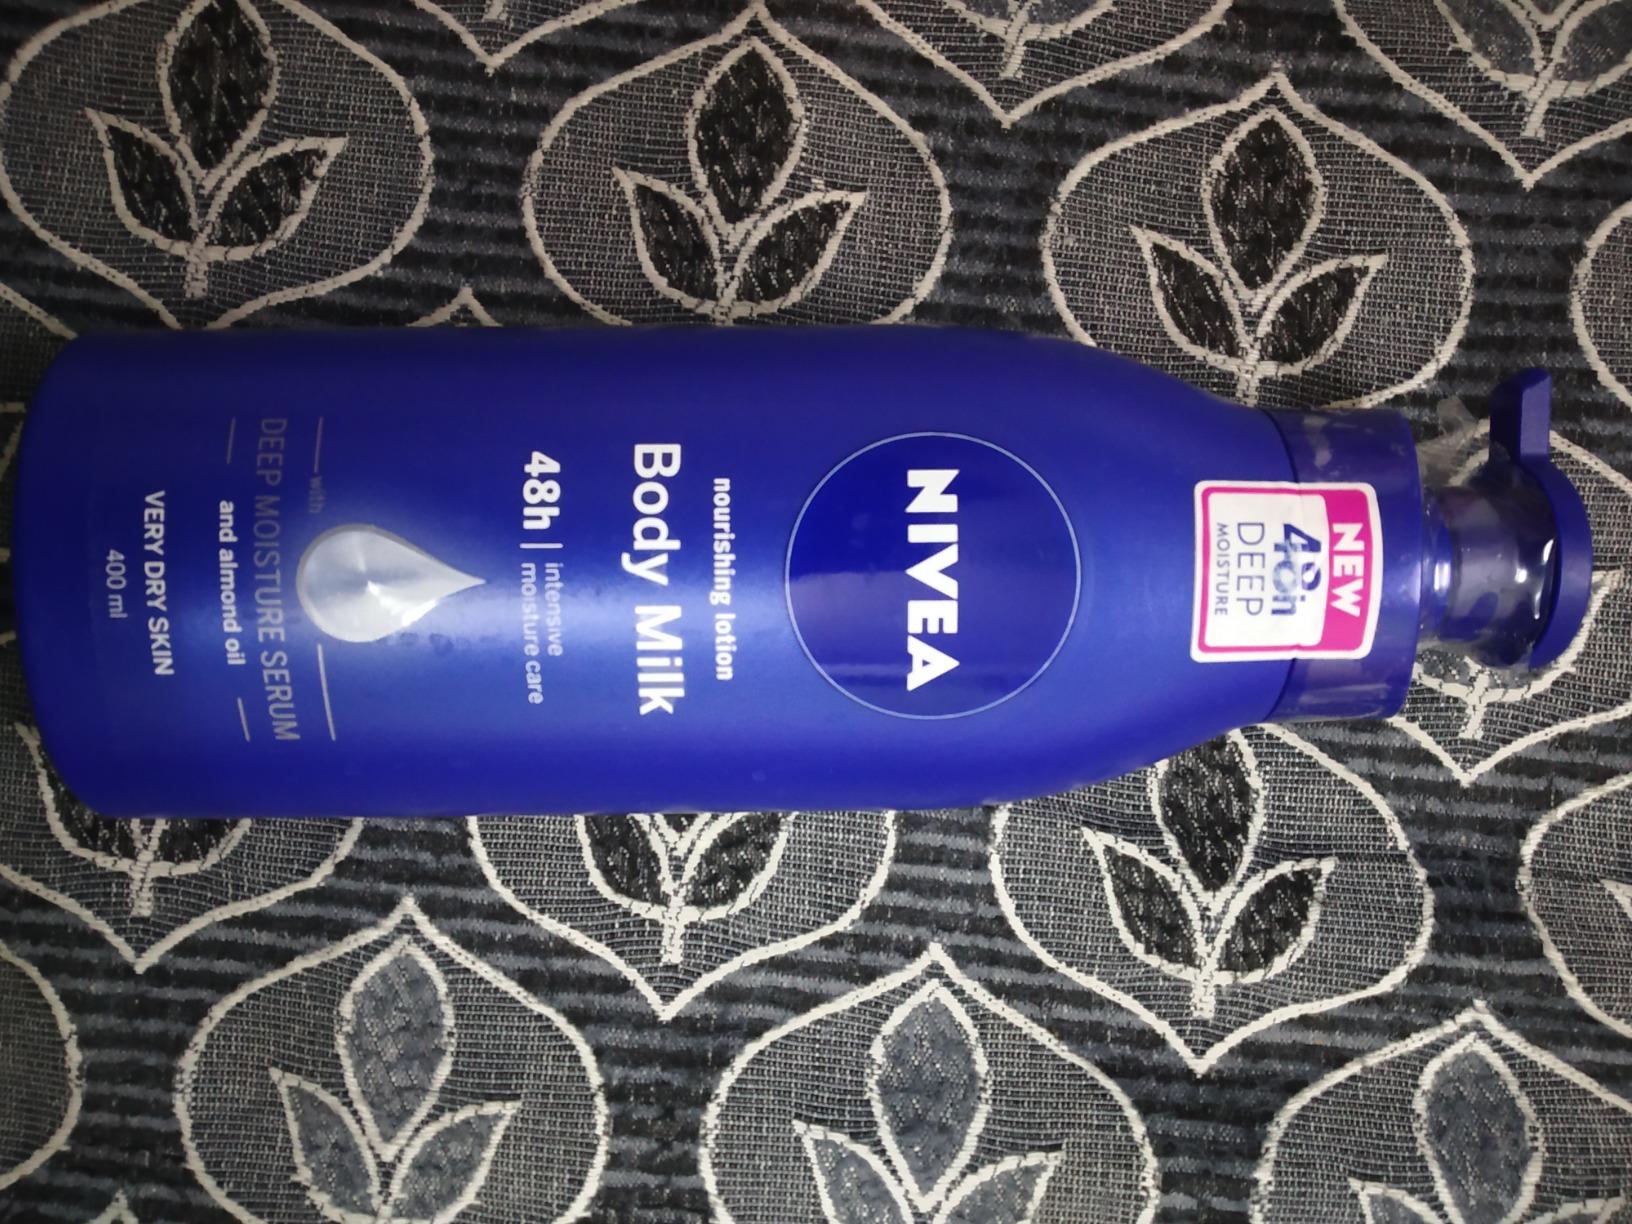 NEW
48h
DEEP
MOISTURE
NIVEA
nourishing lotion
Body Milk
48h | intensive
moisture care
with
DEEP MOISTURE SERUM
and almond oil
VERY DRY SKIN
400 ml